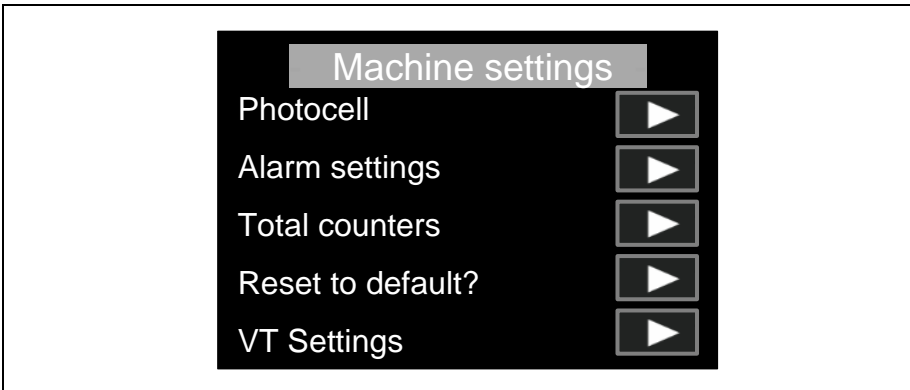 Machine settings
Photocell
Alarm settings
Total counters
Reset to default?
VT Settings